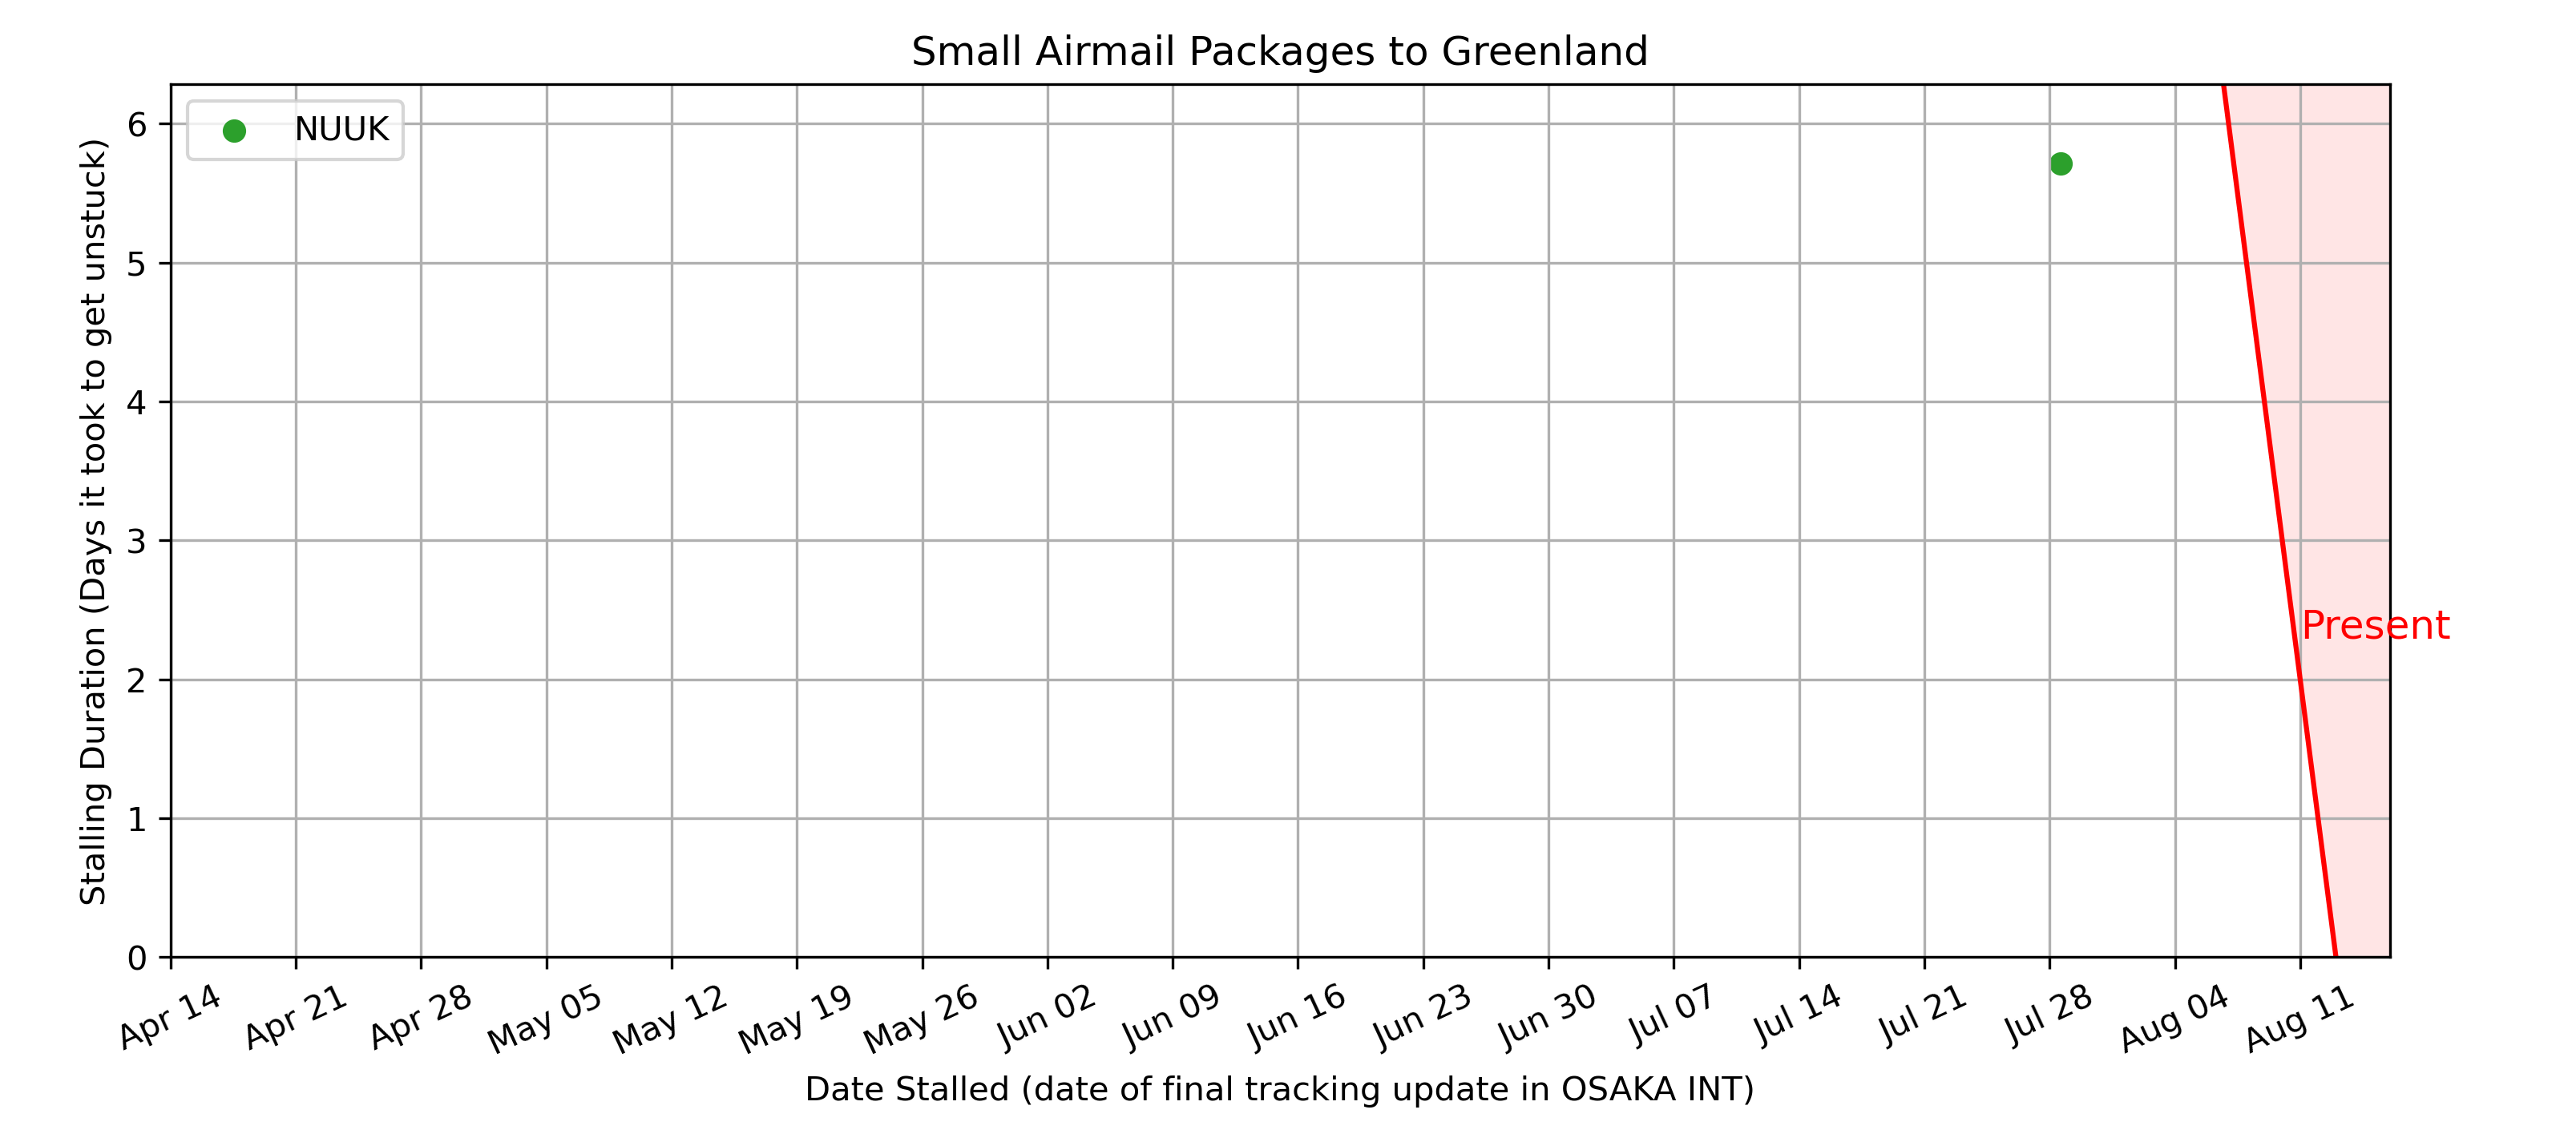 Small Airmail Packages to Greenland
NUUK
Stalling Duration (Days it took to get unstuck)
6
5
4
3
2
1
0
Present
Apr 14
Apr 21
Apr 28
May 05
May 12
May 19
May 26
Jun 02
Jun 09
Jun 16
Jun 23
Jun 30
Jul 07
Jul 14
Jul 21
Jul 28
Aug 04
Aug 11
Date Stalled (date of final tracking update in OSAKA INT)